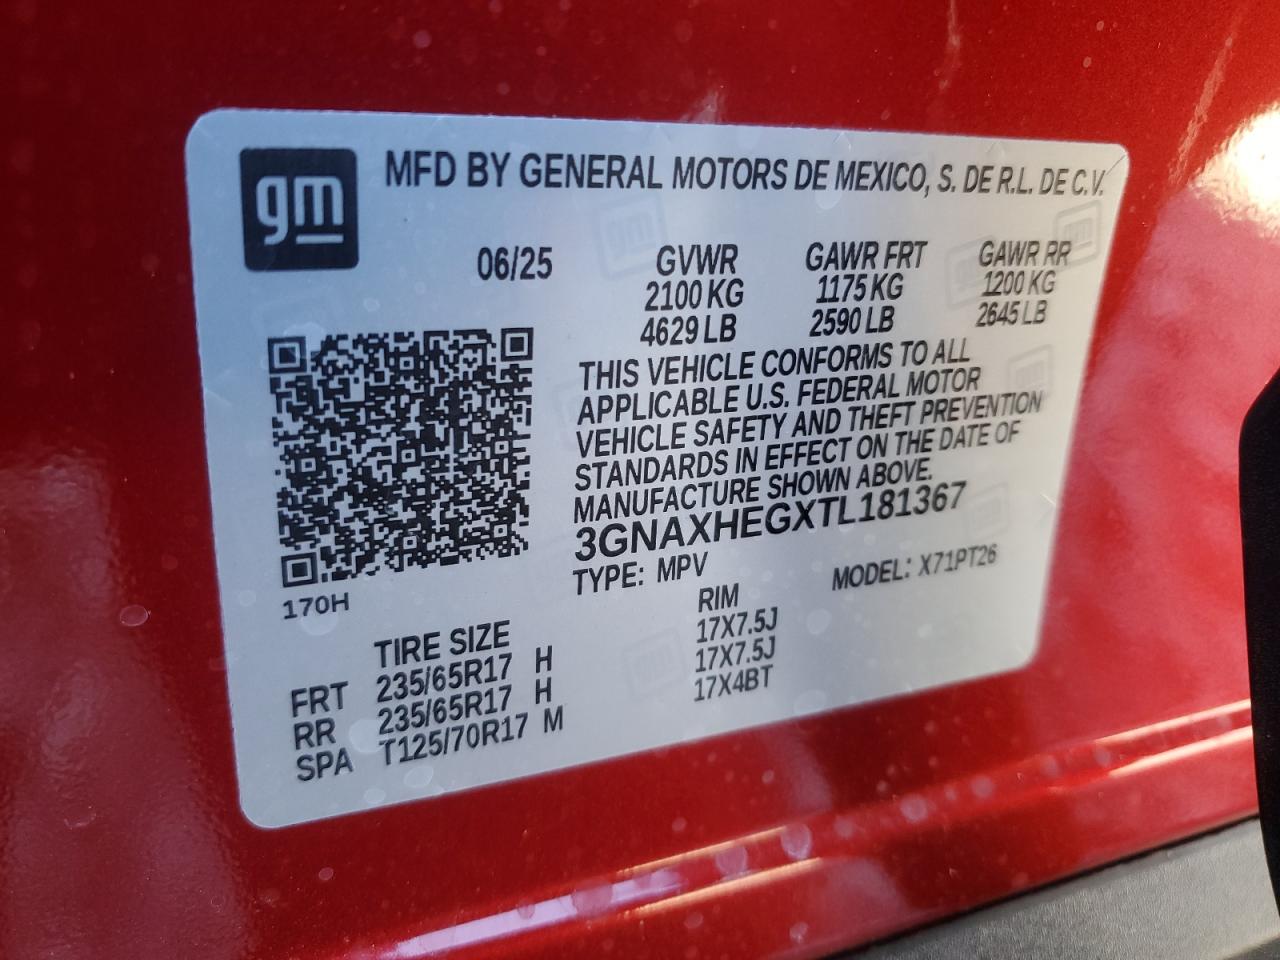 gm
MFD BY GENERAL MOTORS DE MEXICO, S. DE R.L. DE C.V.
06/25
GVWR GAWR FRT GAWR RR
2100 KG 1175 KG 1200 KG
4629 LB 2590 LB 2645 LB
THIS VEHICLE CONFORMS TO ALL
APPLICABLE U.S. FEDERAL MOTOR
VEHICLE SAFETY AND THEFT PREVENTION
STANDARDS IN EFFECT ON THE DATE OF
MANUFACTURE SHOWN ABOVE.
3GNAXHEGXTL181367
TYPE: MPV MODEL: X71PT26
170H
TIRE SIZE RIM
FRT 235/65R17 H 17X7.5J
RR 235/65R17 H 17X7.5J
SPA T125/70R17 M 17X4BT